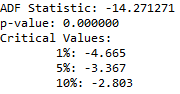 ADF Statistic: -14.271271
p-value: 0.000000
Critical Values:
1%: -4.665
5%: -3.367
10%: -2.803